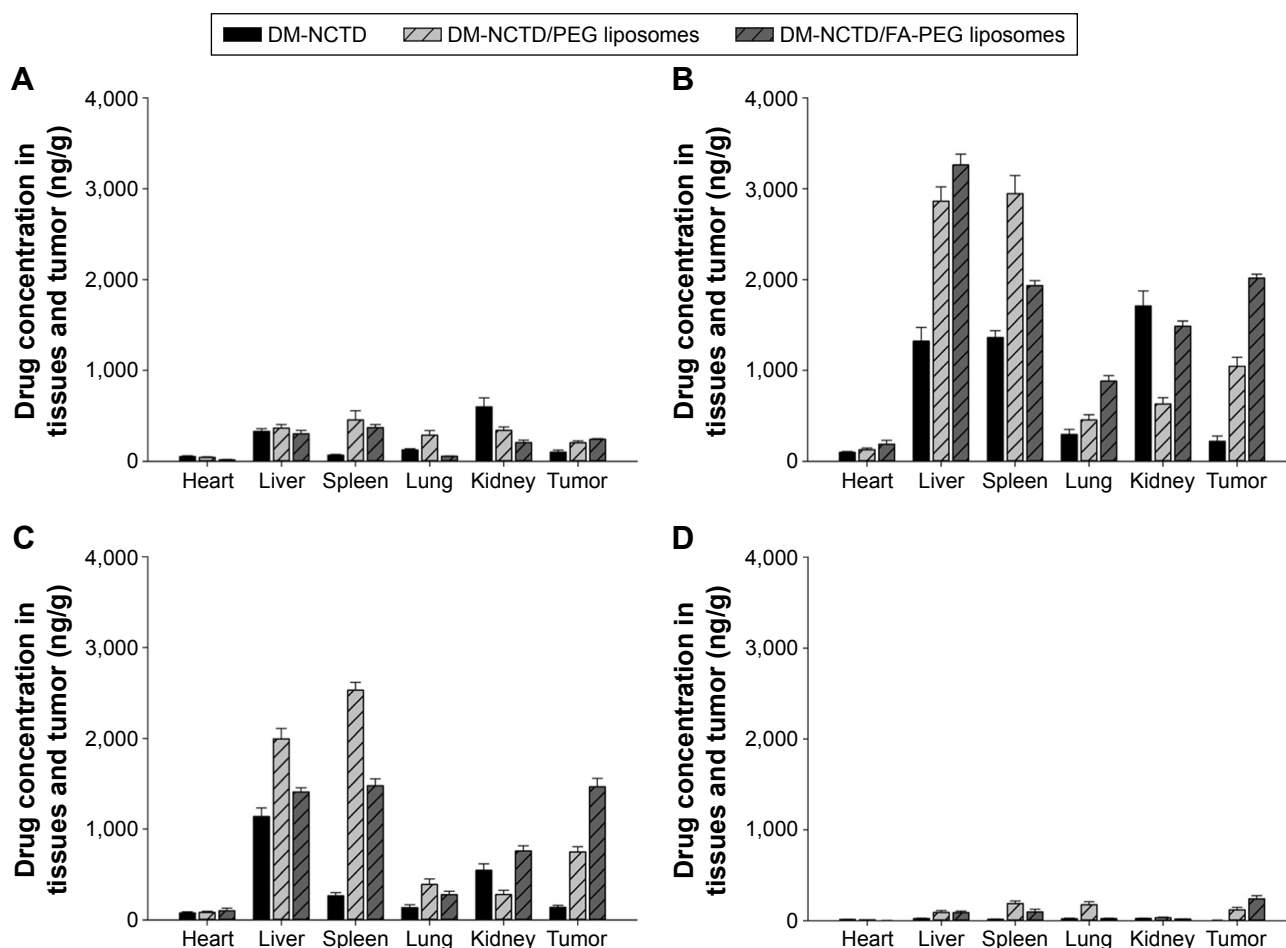 DM-NCTD DM-NCTD/PEG liposomes DM-NCTD/FA-PEG liposomes
A
Drug concentration in
tissues and tumor (ng/g)
4,000
3,000
2,000
1,000
0
Heart Liver Spleen Lung Kidney Tumor
B
Drug concentration in
tissues and tumor (ng/g)
4,000
3,000
2,000
1,000
0
Heart Liver Spleen Lung Kidney Tumor
C
Drug concentration in
tissues and tumor (ng/g)
4,000
3,000
2,000
1,000
0
Heart Liver Spleen Lung Kidney Tumor
D
Drug concentration in
tissues and tumor (ng/g)
4,000
3,000
2,000
1,000
0
Heart Liver Spleen Lung Kidney Tumor